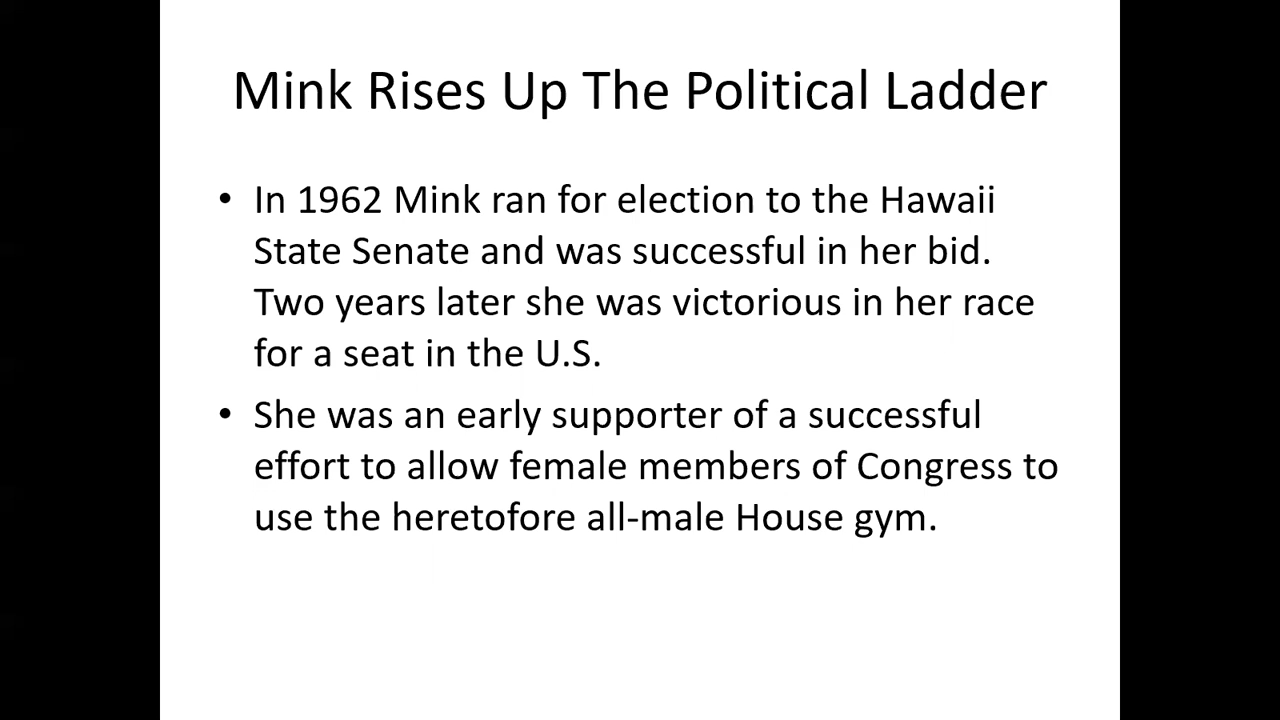 Mink Rises Up The Political Ladder
• In 1962 Mink ran for election to the Hawaii
State Senate and was successful in her bid.
Two years later she was victorious in her race
for a seat in the U.S.
• She was an early supporter of a successful
effort to allow female members of Congress to
use the heretofore all-male House gym.